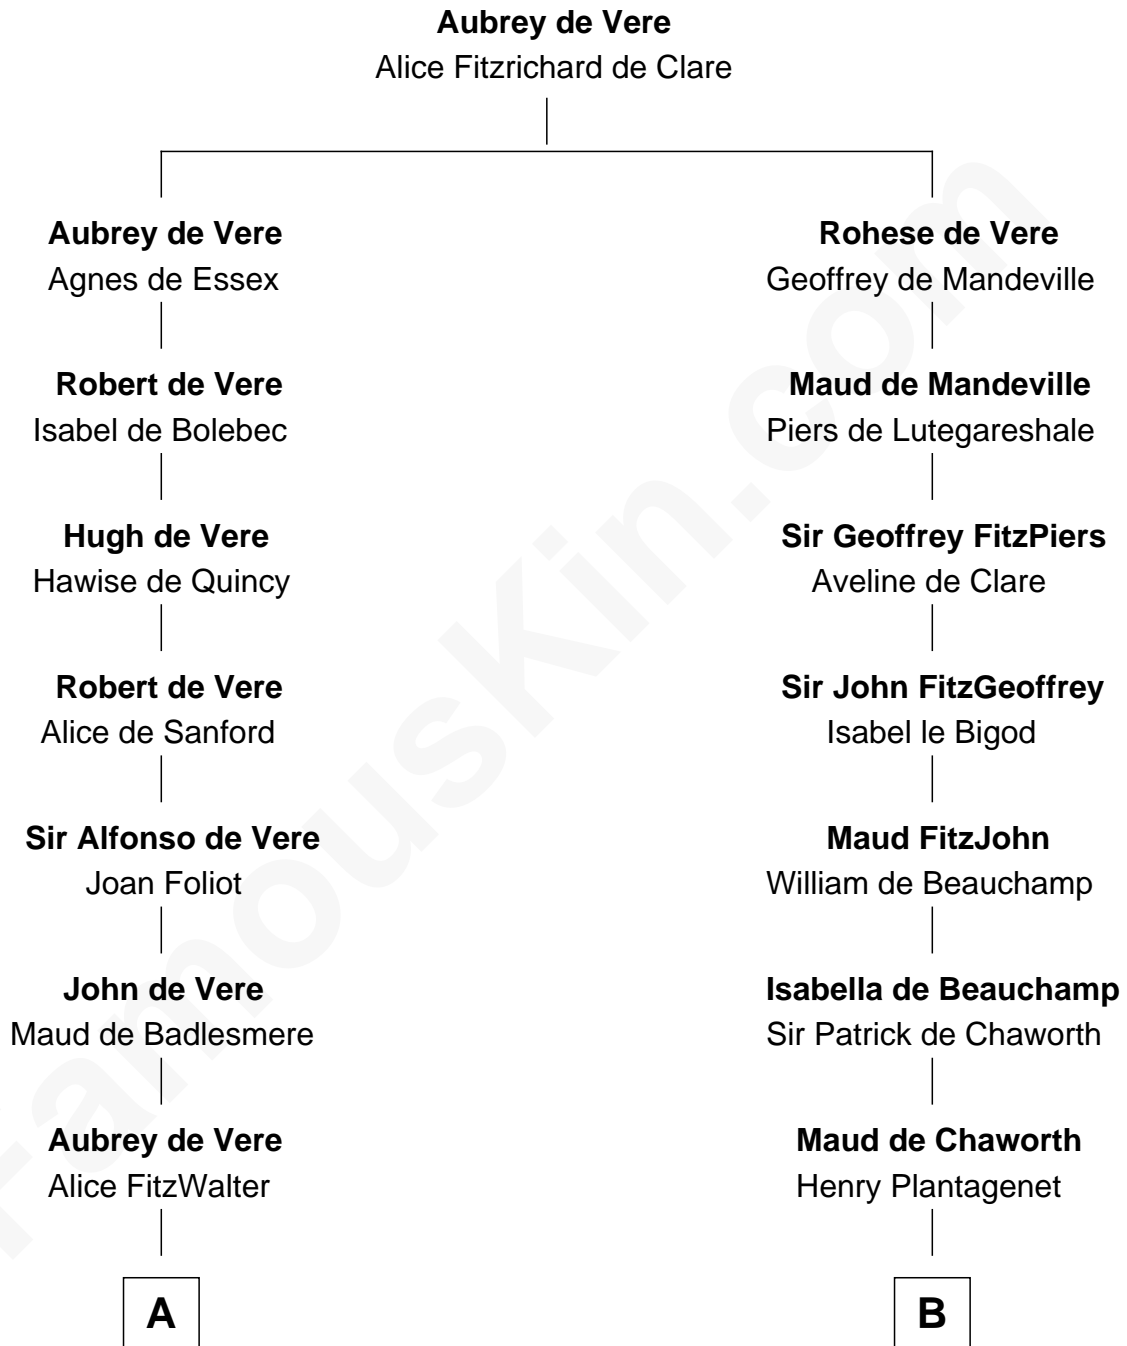 Aubrey de Vere
Alice Fitzrichard de Clare
Aubrey de Vere
Agnes de Essex
Rohese de Vere
Geoffrey de Mandeville
Robert de Vere
Isabel de Bolebec
Maud de Mandeville
Piers de Lutegareshale
Hugh de Vere
Hawise de Quincy
Sir Geoffrey FitzPiers
Aveline de Clare
Robert de Vere
Alice de Sanford
Sir John FitzGeoffrey
Isabel le Bigod
Sir Alfonso de Vere
Joan Foliot
Maud FitzJohn
William de Beauchamp
John de Vere
Maud de Badlesmere
Isabella de Beauchamp
Sir Patrick de Chaworth
Aubrey de Vere
Alice FitzWalter
Maud de Chaworth
Henry Plantagenet
A
B
FamousKin.com